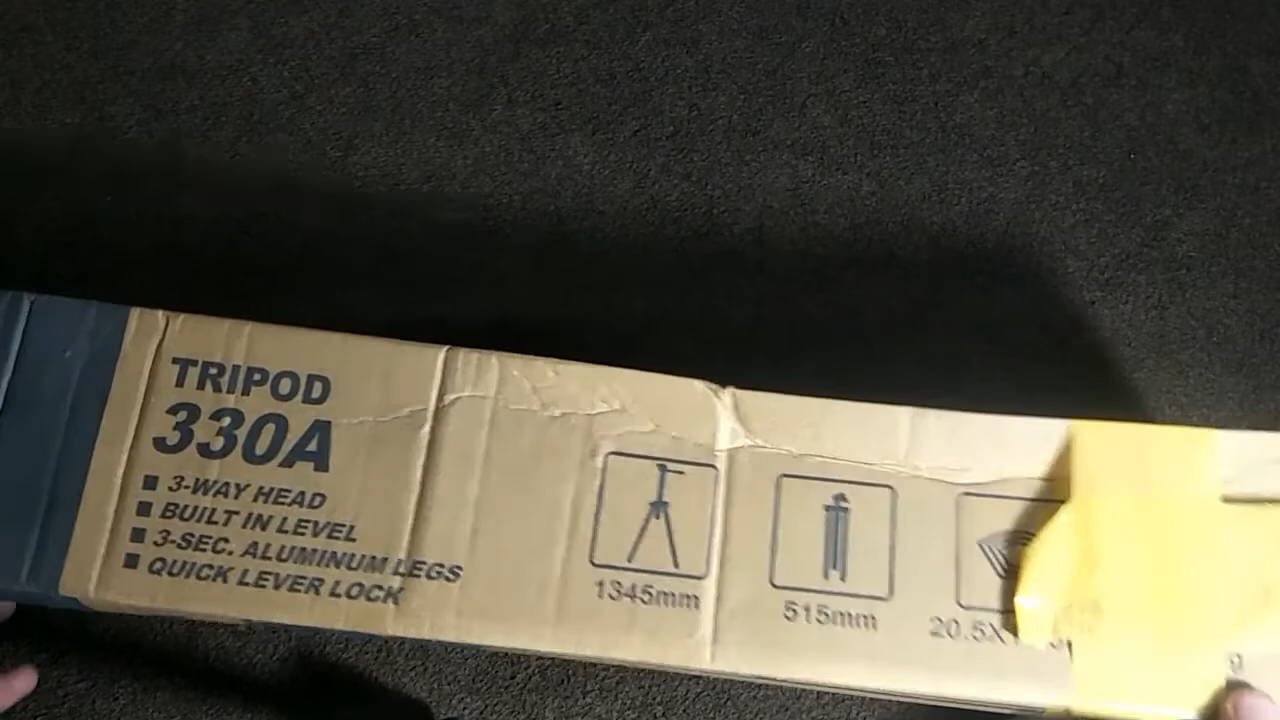 TRIPOD
330A
3-WAY HEAD
BUILT IN LEVEL
3-SEC. ALUMINUM LEGS
QUICK LEVER LOCK
1345mm
515mm